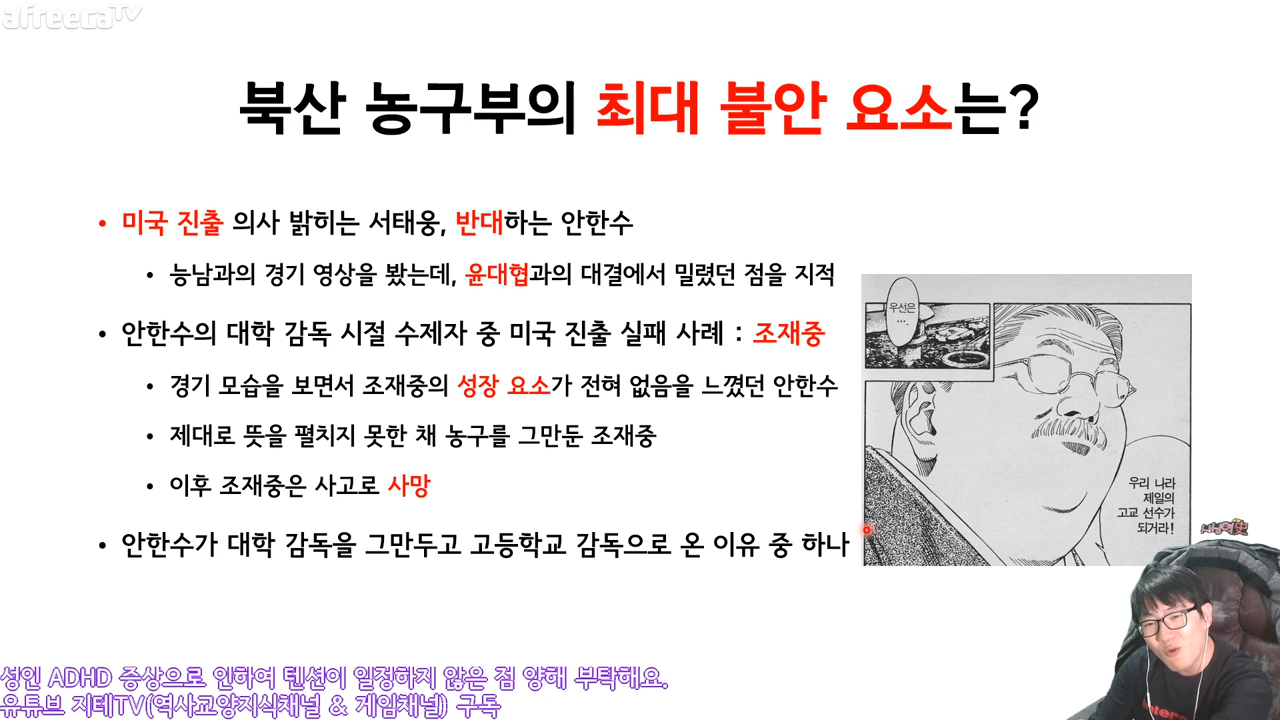 afreecaTV
북산 농구부의 최대 불안 요소는?
• 미국 진출 의사 밝히는 서태웅, 반대하는 안한수
• 능남과의 경기 영상을 봤는데, 윤대협과의 대결에서 밀렸던 점을 지적
• 안한수의 대학 감독 시절 수제자 중 미국 진출 실패 사례 : 조재중
• 경기 모습을 보면서 조재중의 성장 요소가 전혀 없음을 느꼈던 안한수
• 제대로 뜻을 펼치지 못한 채 농구를 그만둔 조재중
• 이후 조재중은 사고로 사망
• 안한수가 대학 감독을 그만두고 고등학교 감독으로 온 이유 중 하나
우선은
...
우리 나라
제일의
고교 선수가
되거라!
성인 ADHD 증상으로 인하여 텐션이 일정하지 않은 점 양해 부탁해요.
유튜브 지테TV(역사교양지식채널 & 게임채널) 구독